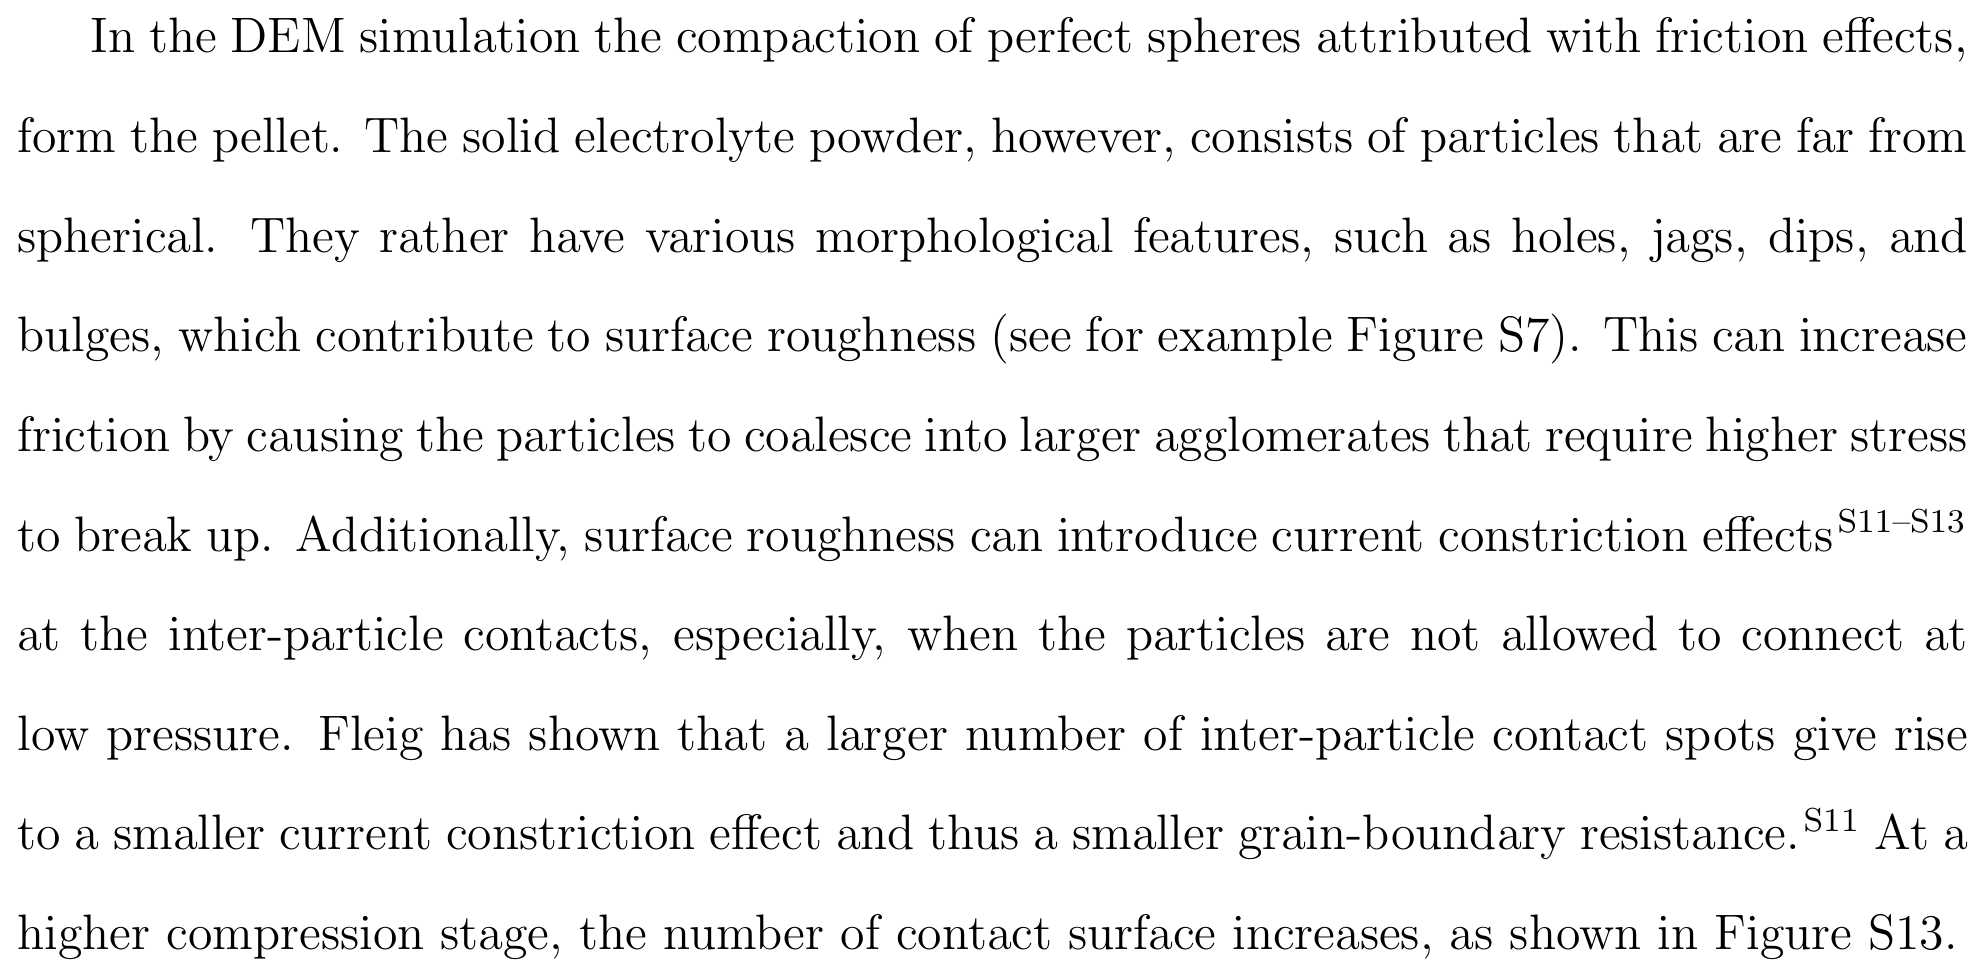 In the DEM simulation the compaction of perfect spheres attributed with friction effects,
form the pellet. The solid electrolyte powder, however, consists of particles that are far from
spherical. They rather have various morphological features, such as holes, jags, dips, and
bulges, which contribute to surface roughness (see for example Figure S7). This can increase
friction by causing the particles to coalesce into larger agglomerates that require higher stress
to break up. Additionally, surface roughness can introduce current constriction effects S11–S13
at the inter-particle contacts, especially, when the particles are not allowed to connect at
low pressure. Fleig has shown that a larger number of inter-particle contact spots give rise
to a smaller current constriction effect and thus a smaller grain-boundary resistance. S11 At a
higher compression stage, the number of contact surface increases, as shown in Figure S13.